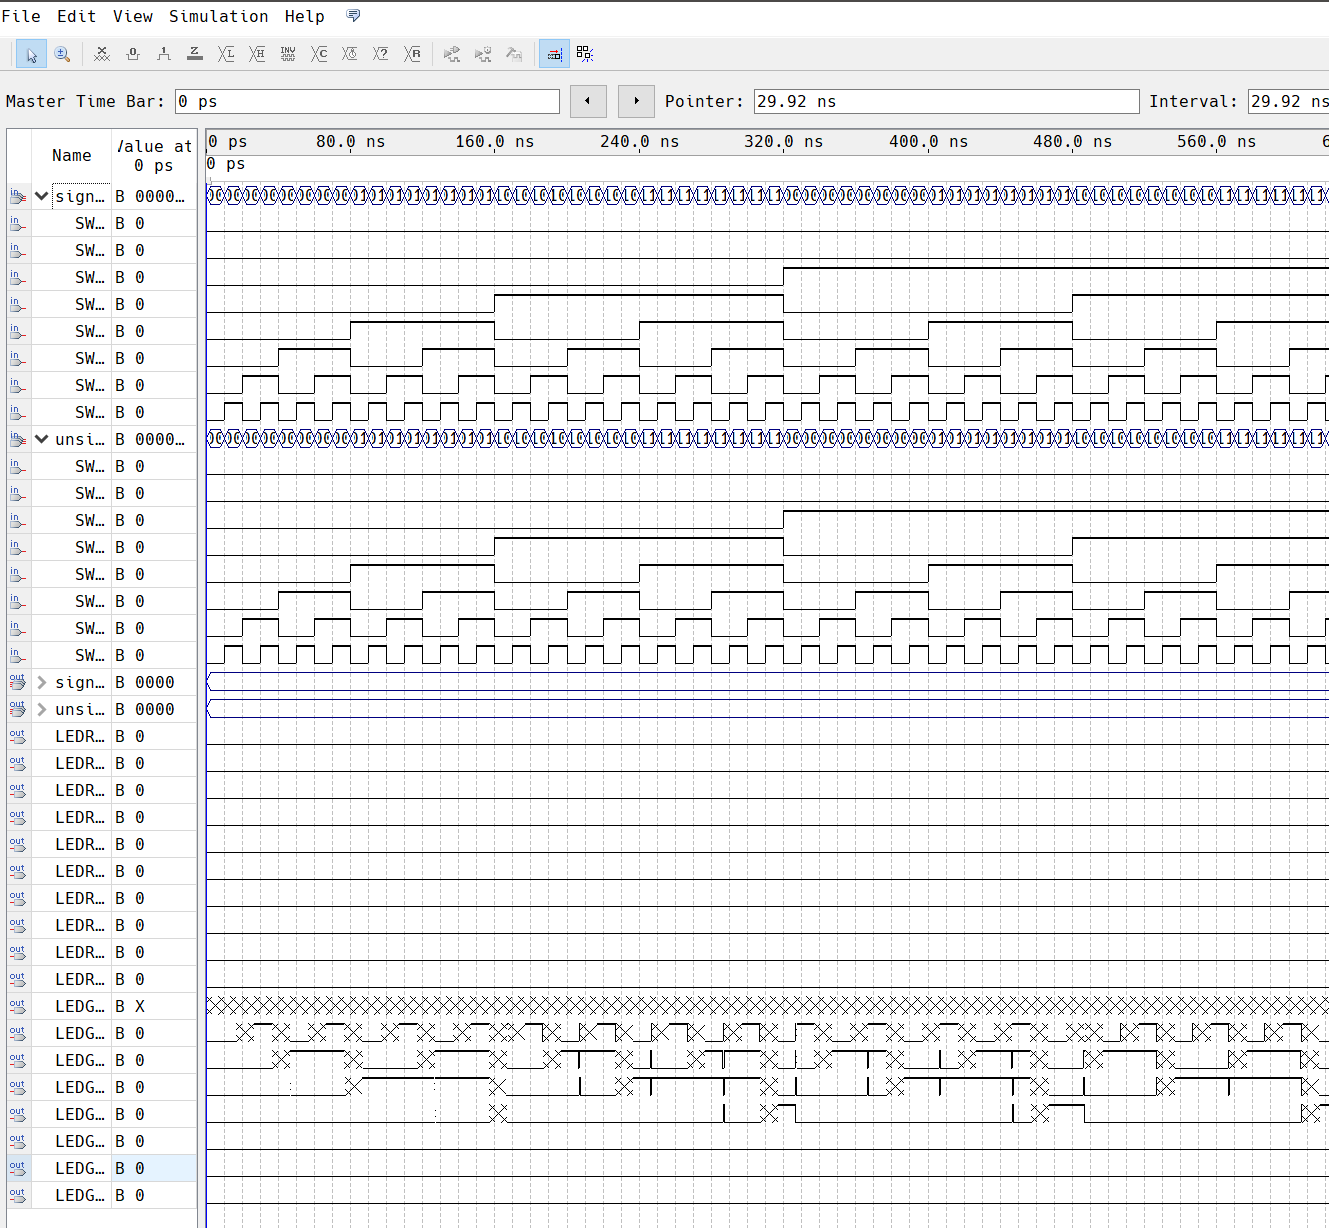 File Edit View Simulation Help
Master Time Bar: 0 ps Pointer: 29.92 ns Interval: 29.92 ns
Name Value at 0 ps
0 ps 80.0 ns 160.0 ns 240.0 ns 320.0 ns 400.0 ns 480.0 ns 560.0 ns 6
0 ps
sign... B 0000...
SW... B 0
SW... B 0
SW... B 0
SW... B 0
SW... B 0
SW... B 0
SW... B 0
SW... B 0
unsi... B 0000...
SW... B 0
SW... B 0
SW... B 0
SW... B 0
SW... B 0
SW... B 0
SW... B 0
SW... B 0
sign... B 0000
unsi... B 0000
LEDR... B 0
LEDR... B 0
LEDR... B 0
LEDR... B 0
LEDR... B 0
LEDR... B 0
LEDR... B 0
LEDR... B 0
LEDR... B 0
LEDR... B 0
LEDG... B X
LEDG... B 0
LEDG... B 0
LEDG... B 0
LEDG... B 0
LEDG... B 0
LEDG... B 0
LEDG... B 0